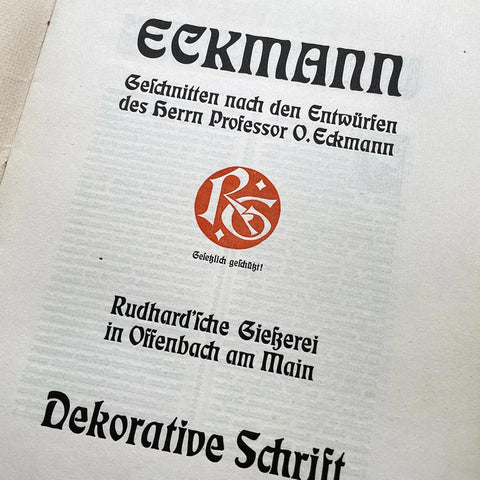 ECKMANN
Geschnitten nach den Entwürfen
des Herrn Professor O. Eckmann
RG
Gesetzlich geschützt!
Rudhard'sche Gießerei
in Offenbach am Main
Dekorative Schrift